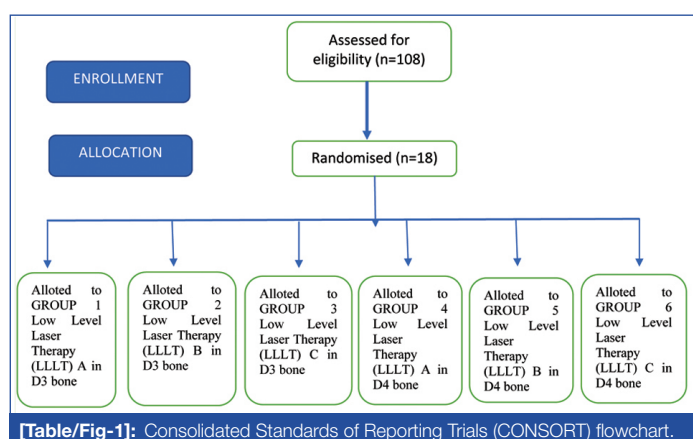 Assessed for
eligibility (n=108)
ENROLLMENT
ALLOCATION
Randomised (n=18)
Alloted to
GROUP 1
Low Level
Laser
Therapy
(LLLT) A in
D3 bone
Alloted to
GROUP 2
Low Level
Laser Therapy
(LLLT) B in
D3 bone
Alloted to
GROUP 3
Low Level
Laser Therapy
(LLLT) C in
D3 bone
Alloted to
GROUP 4
Low Level
Laser
Therapy
(LLLT) A in
D4 bone
Alloted to
GROUP 5
Low Level
Laser
Therapy
(LLLT) B in
D4 bone
Alloted to
GROUP 6
Low Level
Laser
Therapy
(LLLT) C in
D4 bone
[Table/Fig-1]: Consolidated Standards of Reporting Trials (CONSORT) flowchart.